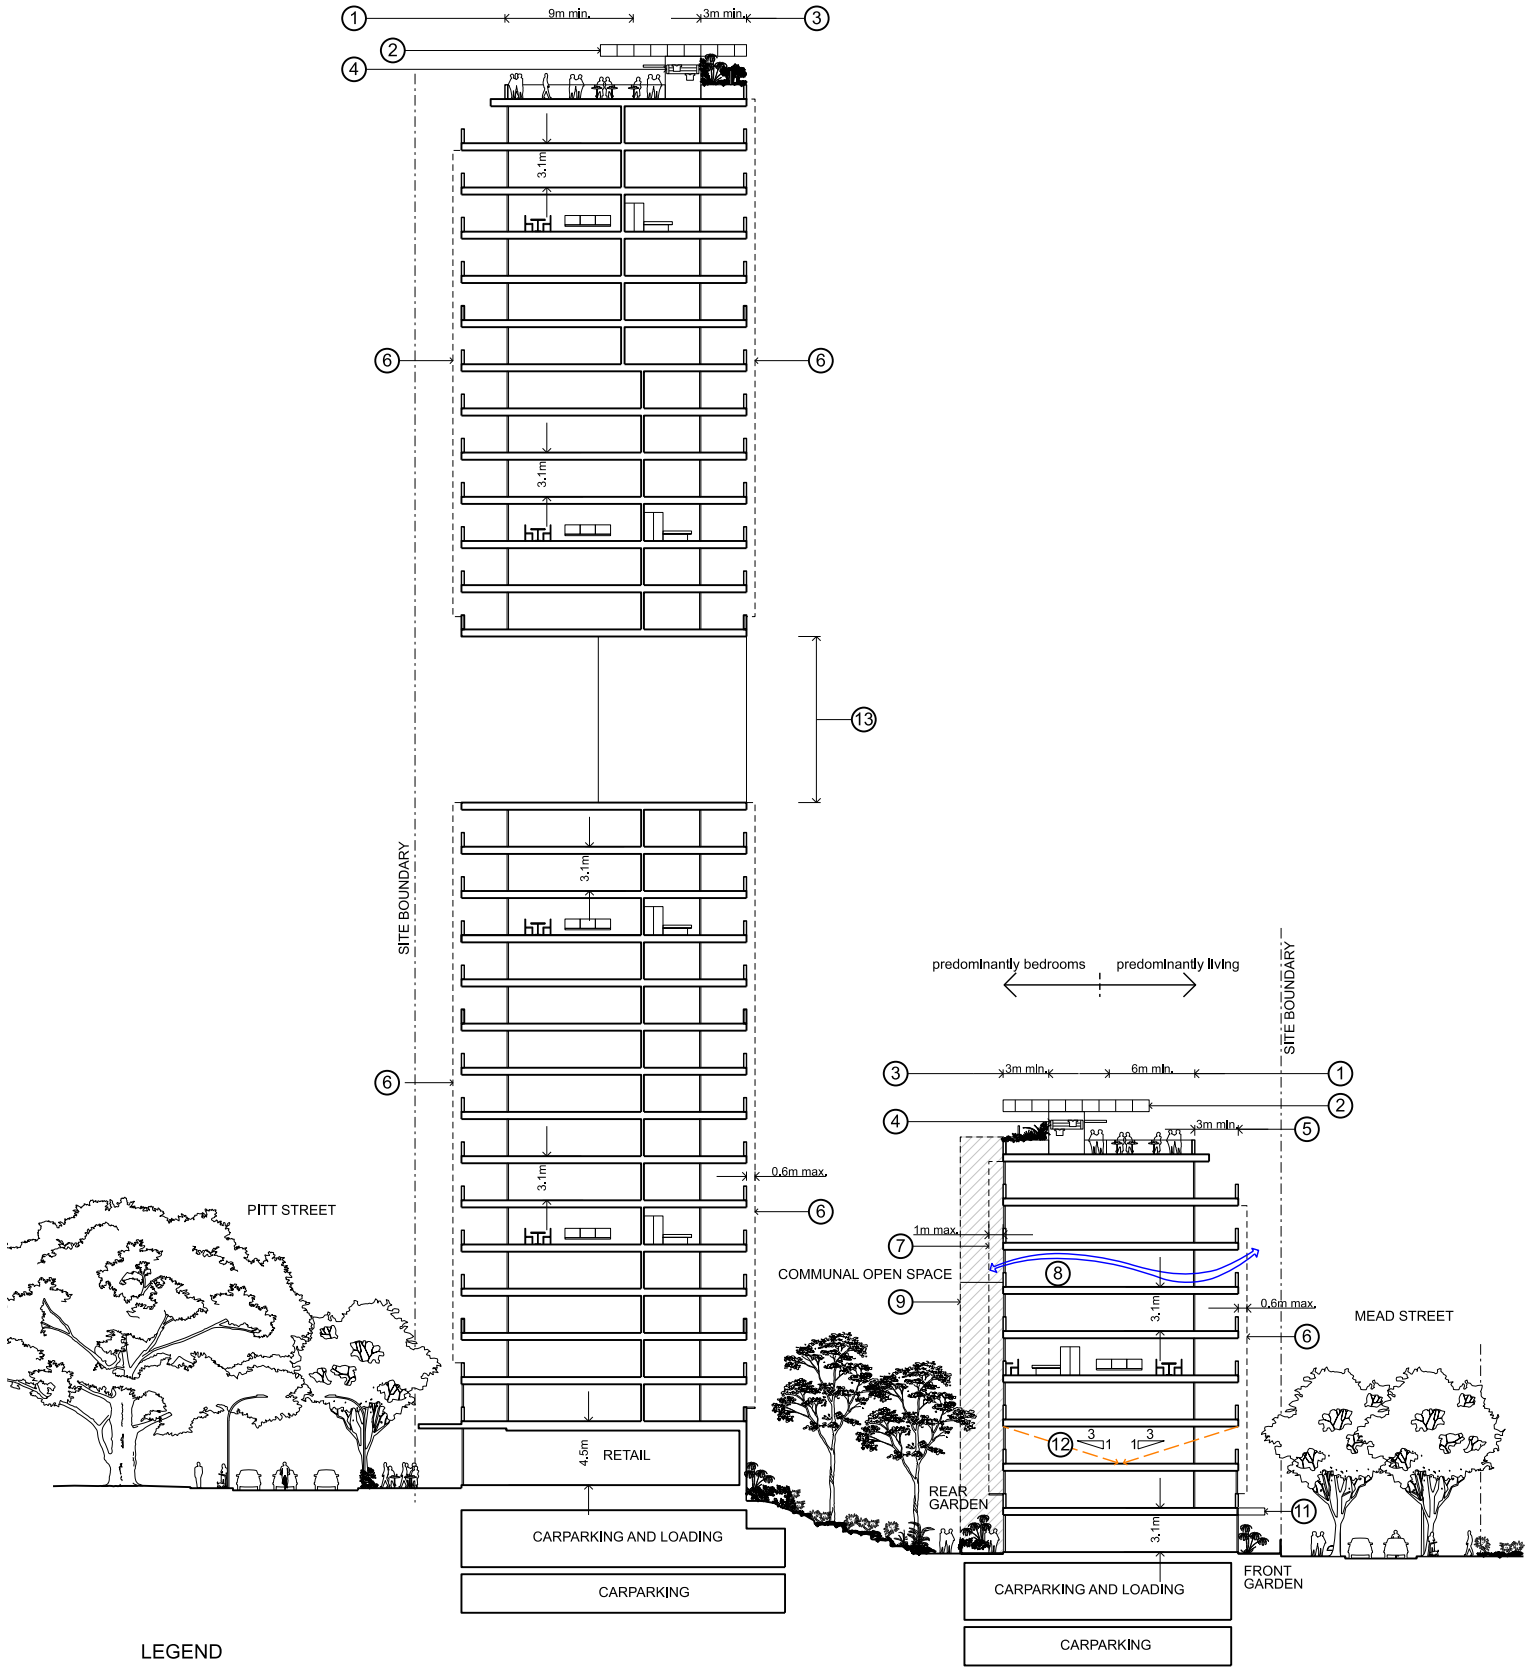 1
9m min.
3m min.
3
2
4
3.1m
6
6
3.1m
13
SITE BOUNDARY
3.1m
6
3.1m
0.6m max.
6
PITT STREET
4.5m
RETAIL
CARPARKING AND LOADING
CARPARKING
predominantly bedrooms
predominantly living
SITE BOUNDARY
3
3m min.
6m min.
1
2
4
3m min.
5
1m max.
7
COMMUNAL OPEN SPACE
8
9
3.1m
0.6m max.
6
MEAD STREET
12
3
1
3
1
REAR
GARDEN
11
3.1m
FRONT
GARDEN
CARPARKING AND LOADING
CARPARKING
LEGEND